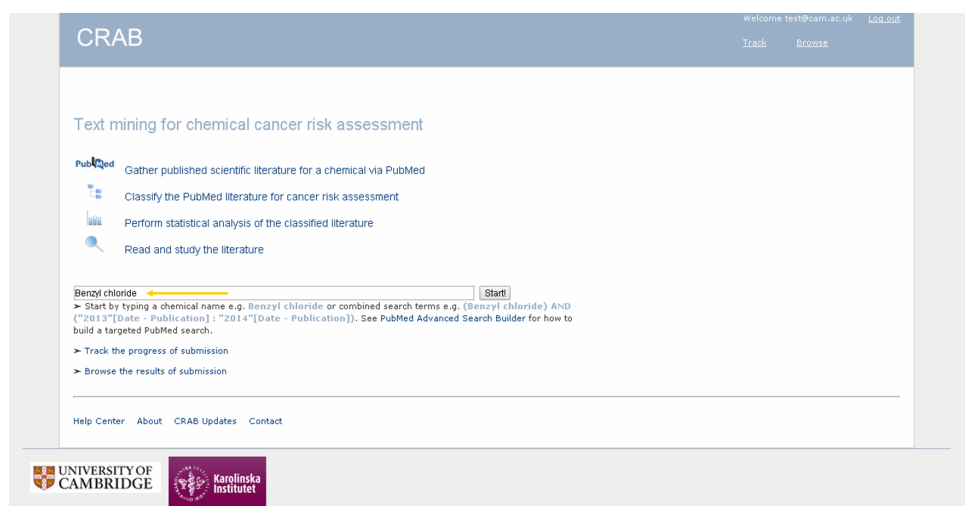 Welcome test@cam.ac.uk Log out
CRAB
Track Browse
Text mining for chemical cancer risk assessment
PubMed Gather published scientific literature for a chemical via PubMed
Classify the PubMed literature for cancer risk assessment
Perform statistical analysis of the classified literature
Read and study the literature
Benzyl chloride Start!
➢ Start by typing a chemical name e.g. Benzyl chloride or combined search terms e.g. (Benzyl chloride) AND
("2013"[Date - Publication] : "2014"[Date - Publication]). See PubMed Advanced Search Builder for how to
build a targeted PubMed search.
➢ Track the progress of submission
➢ Browse the results of submission
Help Center About CRAB Updates Contact
UNIVERSITY OF
CAMBRIDGE
Karolinska
Institutet